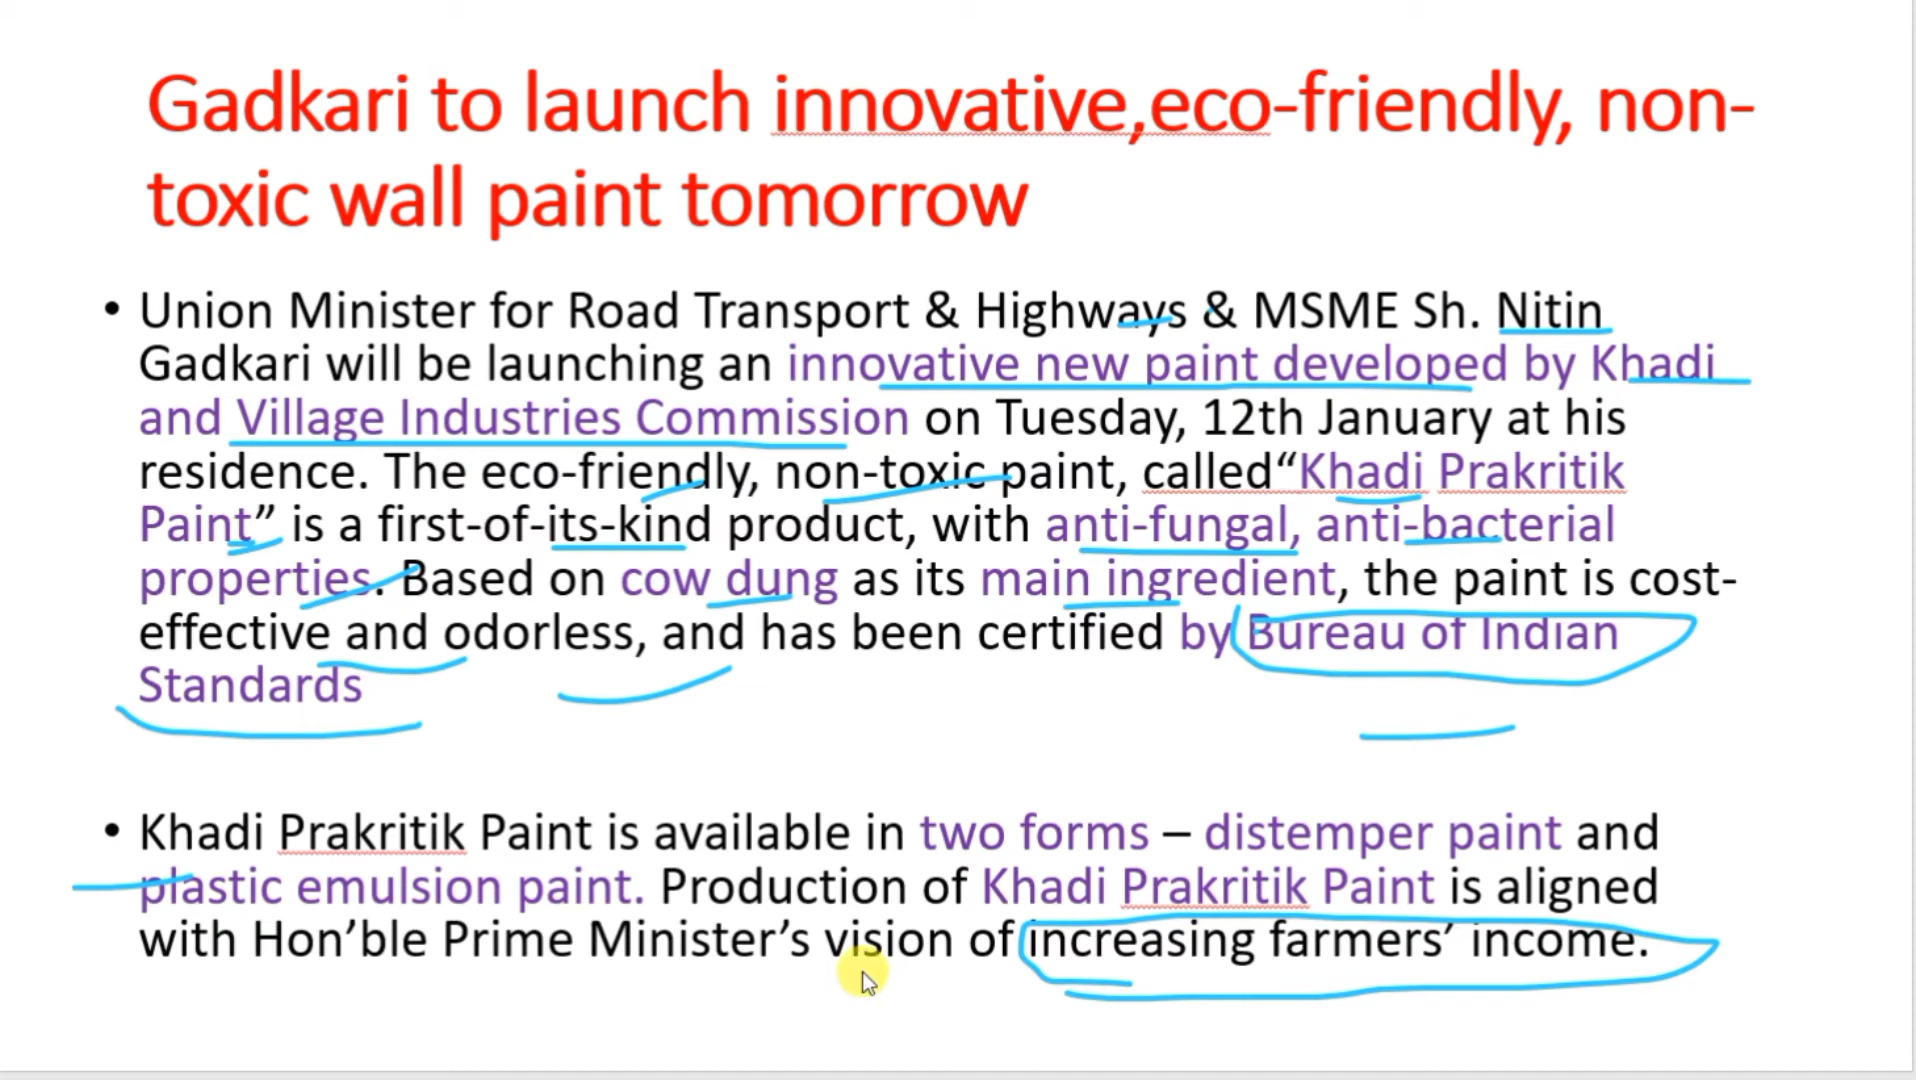 Gadkari to launch innovative,eco-friendly, non-
toxic wall paint tomorrow
• Union Minister for Road Transport & Highways & MSME Sh. Nitin
Gadkari will be launching an innovative new paint developed by Khadi
and Village Industries Commission on Tuesday, 12th January at his
residence. The eco-friendly, non-toxic paint, called“Khadi Prakritik
Paint” is a first-of-its-kind product, with anti-fungal, anti-bacterial
properties. Based on cow dung as its main ingredient, the paint is cost-
effective and odorless, and has been certified by Bureau of Indian
Standards
• Khadi Prakritik Paint is available in two forms – distemper paint and
plastic emulsion paint. Production of Khadi Prakritik Paint is aligned
with Hon’ble Prime Minister’s vision of increasing farmers’ income.